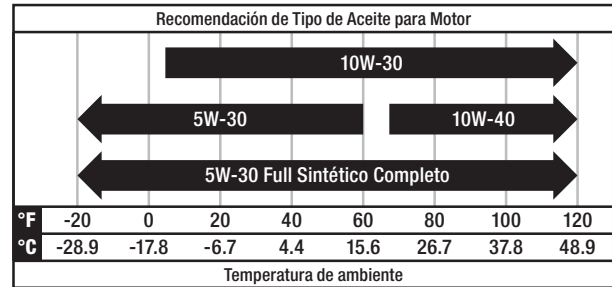 Recomendación de Tipo de Aceite para Motor
10W-30
5W-30 10W-40
5W-30 Full Sintético Completo
°F -20 0 20 40 60 80 100 120
°C -28.9 -17.8 -6.7 4.4 15.6 26.7 37.8 48.9
Temperatura de ambiente